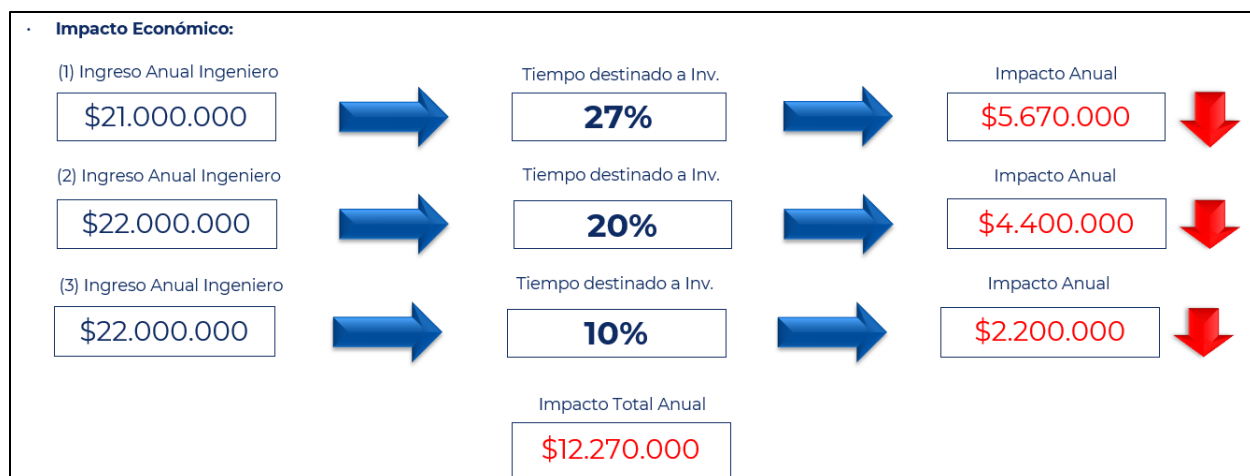 · Impacto Económico:
(1) Ingreso Anual Ingeniero
Tiempo destinado a Inv.
Impacto Anual
$21.000.000
27%
$5.670.000
(2) Ingreso Anual Ingeniero
Tiempo destinado a Inv.
Impacto Anual
$22.000.000
20%
$4.400.000
(3) Ingreso Anual Ingeniero
Tiempo destinado a Inv.
Impacto Anual
$22.000.000
10%
$2.200.000
Impacto Total Anual
$12.270.000